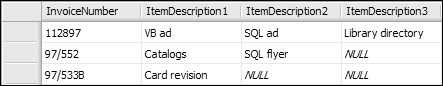 InvoiceNumber ItemDescription1 ItemDescription2 ItemDescription3
112897 VB ad SQL ad Library directory
97/552 Catalogs SQL flyer NULL
97/533B Card revision NULL NULL